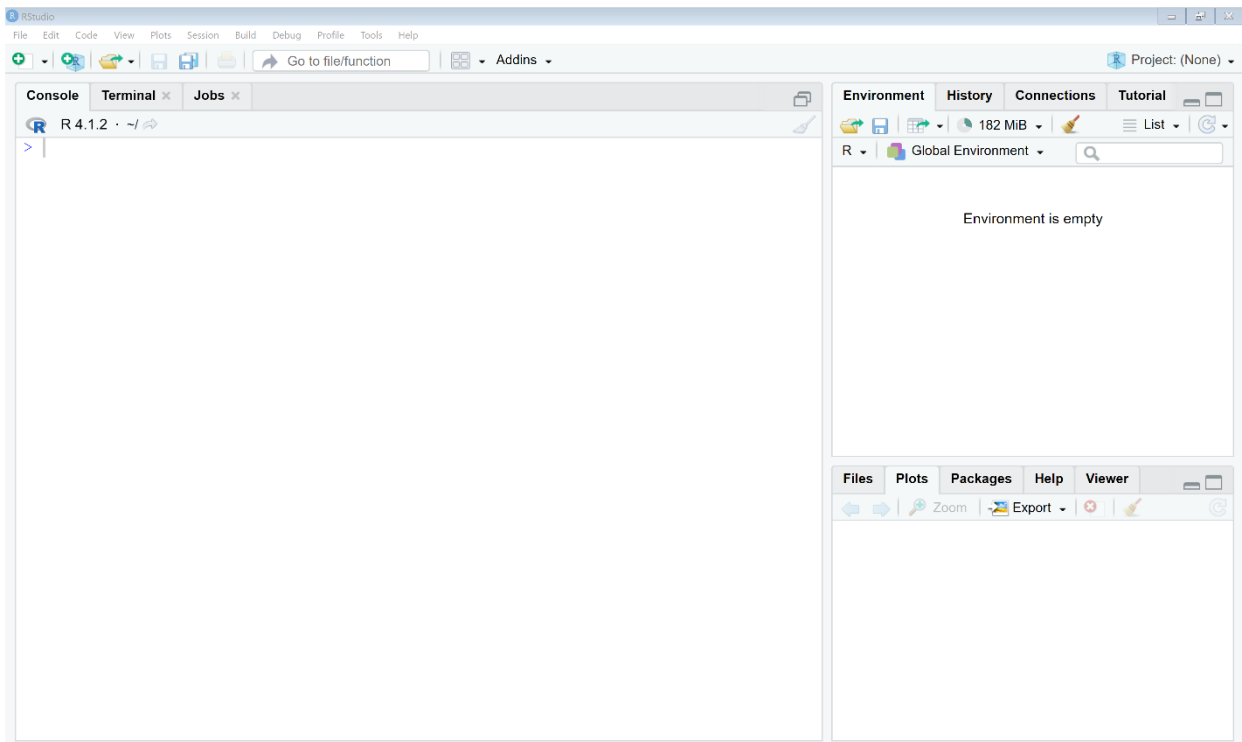 RStudio
File Edit Code View Plots Session Build Debug Profile Tools Help
Go to file/function Addins Project: (None)
Console Terminal Jobs
R 4.1.2 · ~/
>
Environment History Connections Tutorial
182 MiB List
R Global Environment
Environment is empty
Files Plots Packages Help Viewer
Zoom Export